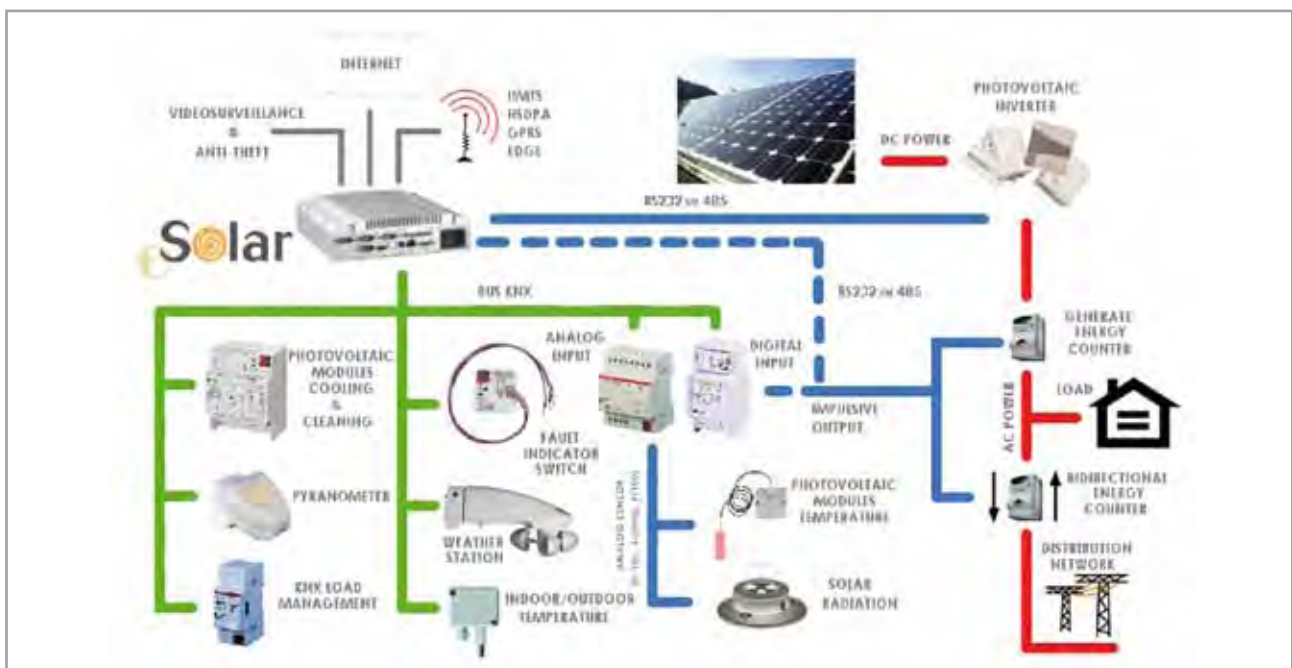 INTERNET
VIDEOSURVEILLANCE
&
ANTI-THEFT
UMTS
HSDPA
GPRS
EDGE
PHOTOVOLTAIC
INVERTER
DC POWER
RS232 or 485
eSolar
BUS KNX
RS232 or 485
PHOTOVOLTAIC
MODULES
COOLING
&
CLEANING
FAULT
INDICATOR
SWITCH
ANALOG
INPUT
DIGITAL
INPUT
IMPULSIVE
OUTPUT
GENERATE
ENERGY
COUNTER
LOAD
AC POWER
PYRANOMETER
WEATHER
STATION
PHOTOVOLTAIC
MODULES
TEMPERATURE
BIDIRECTIONAL
ENERGY
COUNTER
DISTRIBUTION
NETWORK
KNX LOAD
MANAGEMENT
INDOOR/OUTDOOR
TEMPERATURE
SOLAR
RADIATION